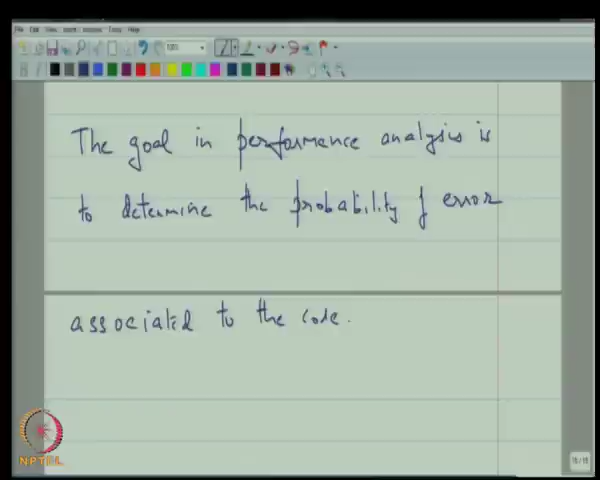 The goal in performance analysis is
to determine the probability of error
associated to the code.
NPTEL